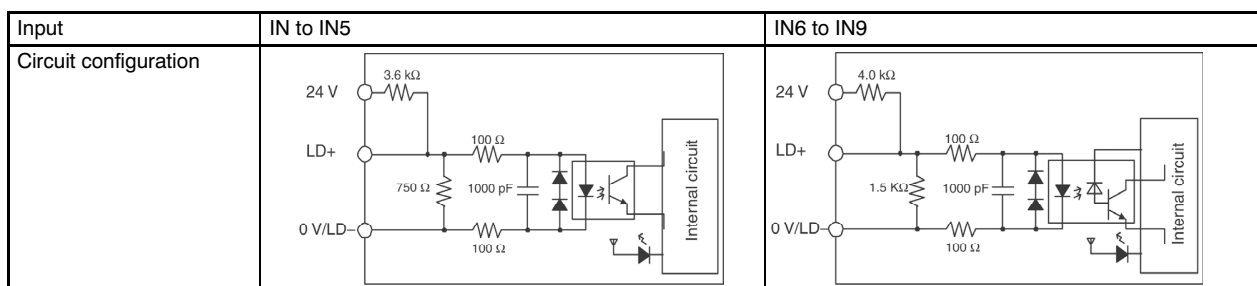 Input
IN to IN5
IN6 to IN9
Circuit configuration
24 V
3.6 kΩ
LD+
100 Ω
750 Ω
1000 pF
0 V/LD–
100 Ω
Internal circuit
24 V
4.0 kΩ
LD+
100 Ω
1.5 KΩ
1000 pF
0 V/LD–
100 Ω
Internal circuit